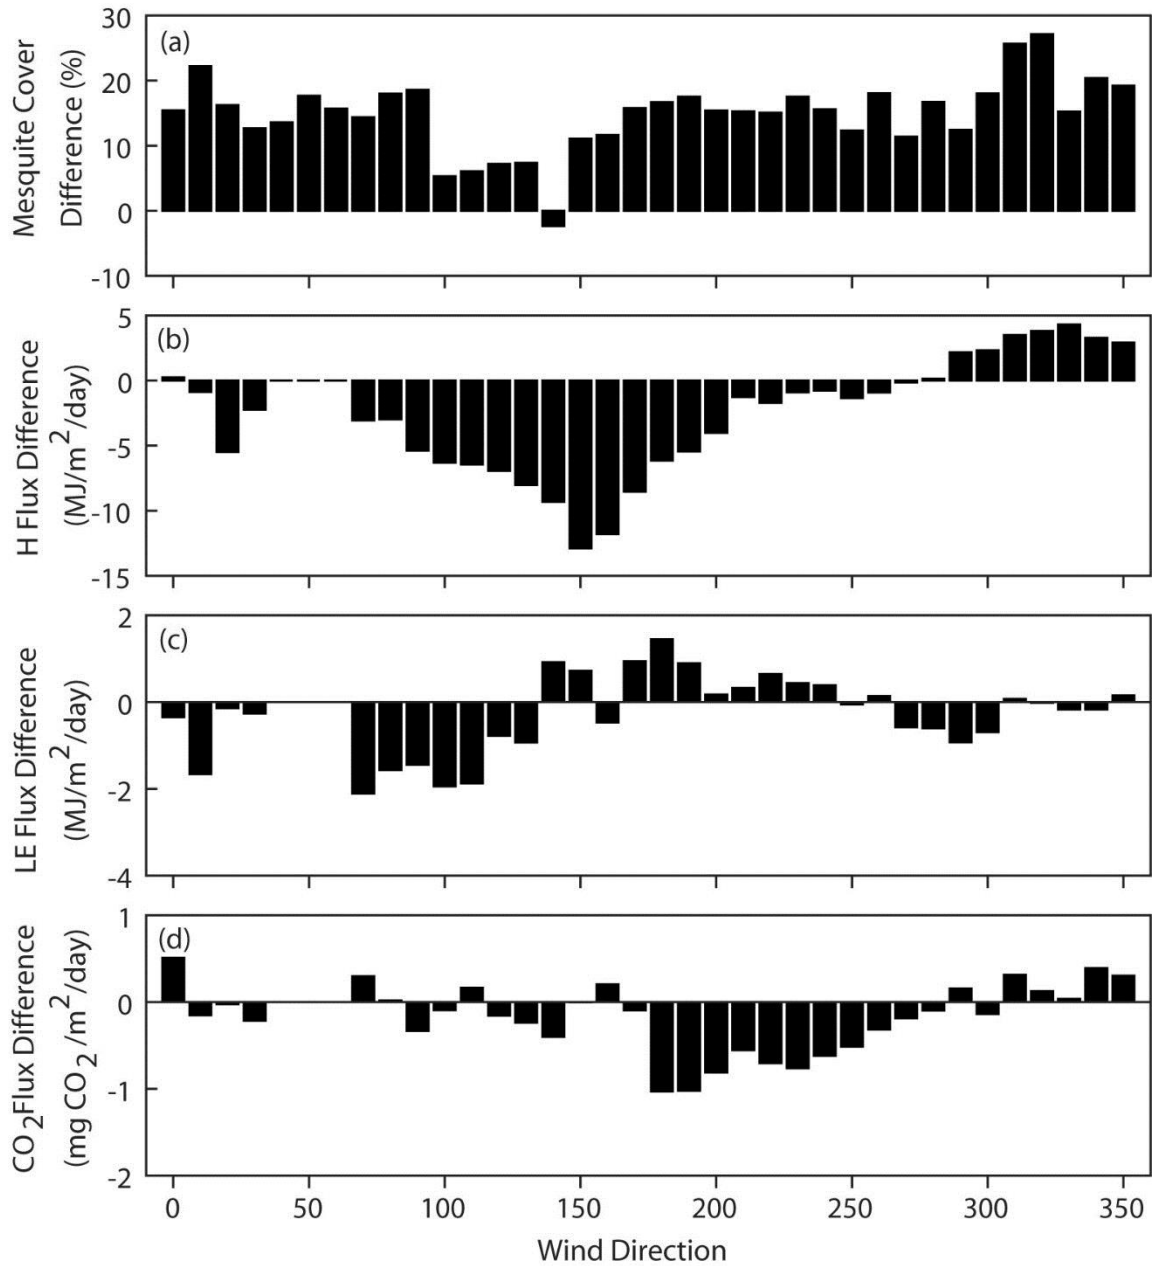 Mesquite Cover
Difference (%)
(a)
30
20
10
0
-10
H Flux Difference
(MJ/m2/day)
(b)
5
0
-5
-10
-15
LE Flux Difference
(MJ/m2/day)
(c)
2
0
-2
-4
CO2Flux Difference
(mg CO2 /m2/day)
(d)
1
0
-1
-2
0 50 100 150 200 250 300 350
Wind Direction